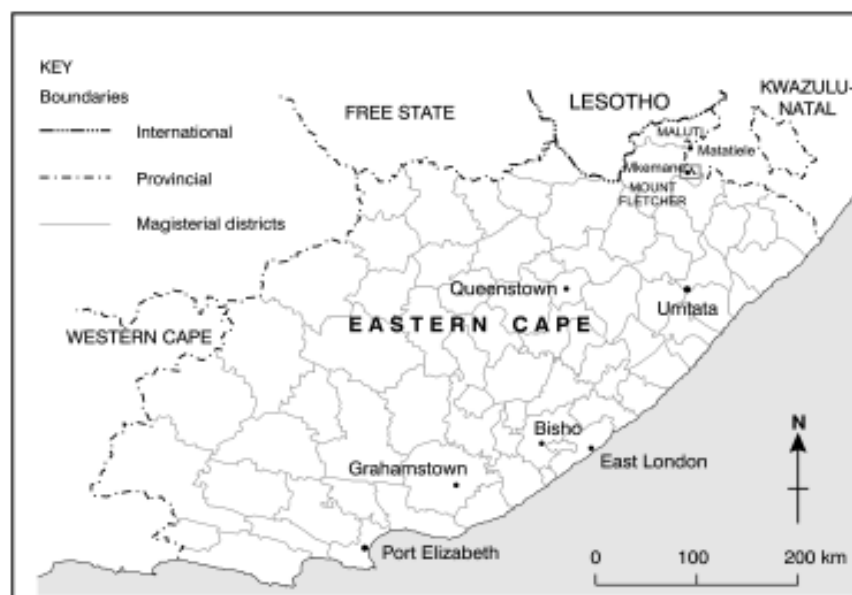 KEY
Boundaries
International
Provincial
Magisterial districts
FREE STATE
LESOTHO
KWAZULU-
NATAL
MALUTI
Matatiele
Mkemane
MOUNT
FLETCHER
Queenstown
Umtata
WESTERN CAPE
EASTERN CAPE
Bisho
East London
Grahamstown
Port Elizabeth
N
0 100 200 km